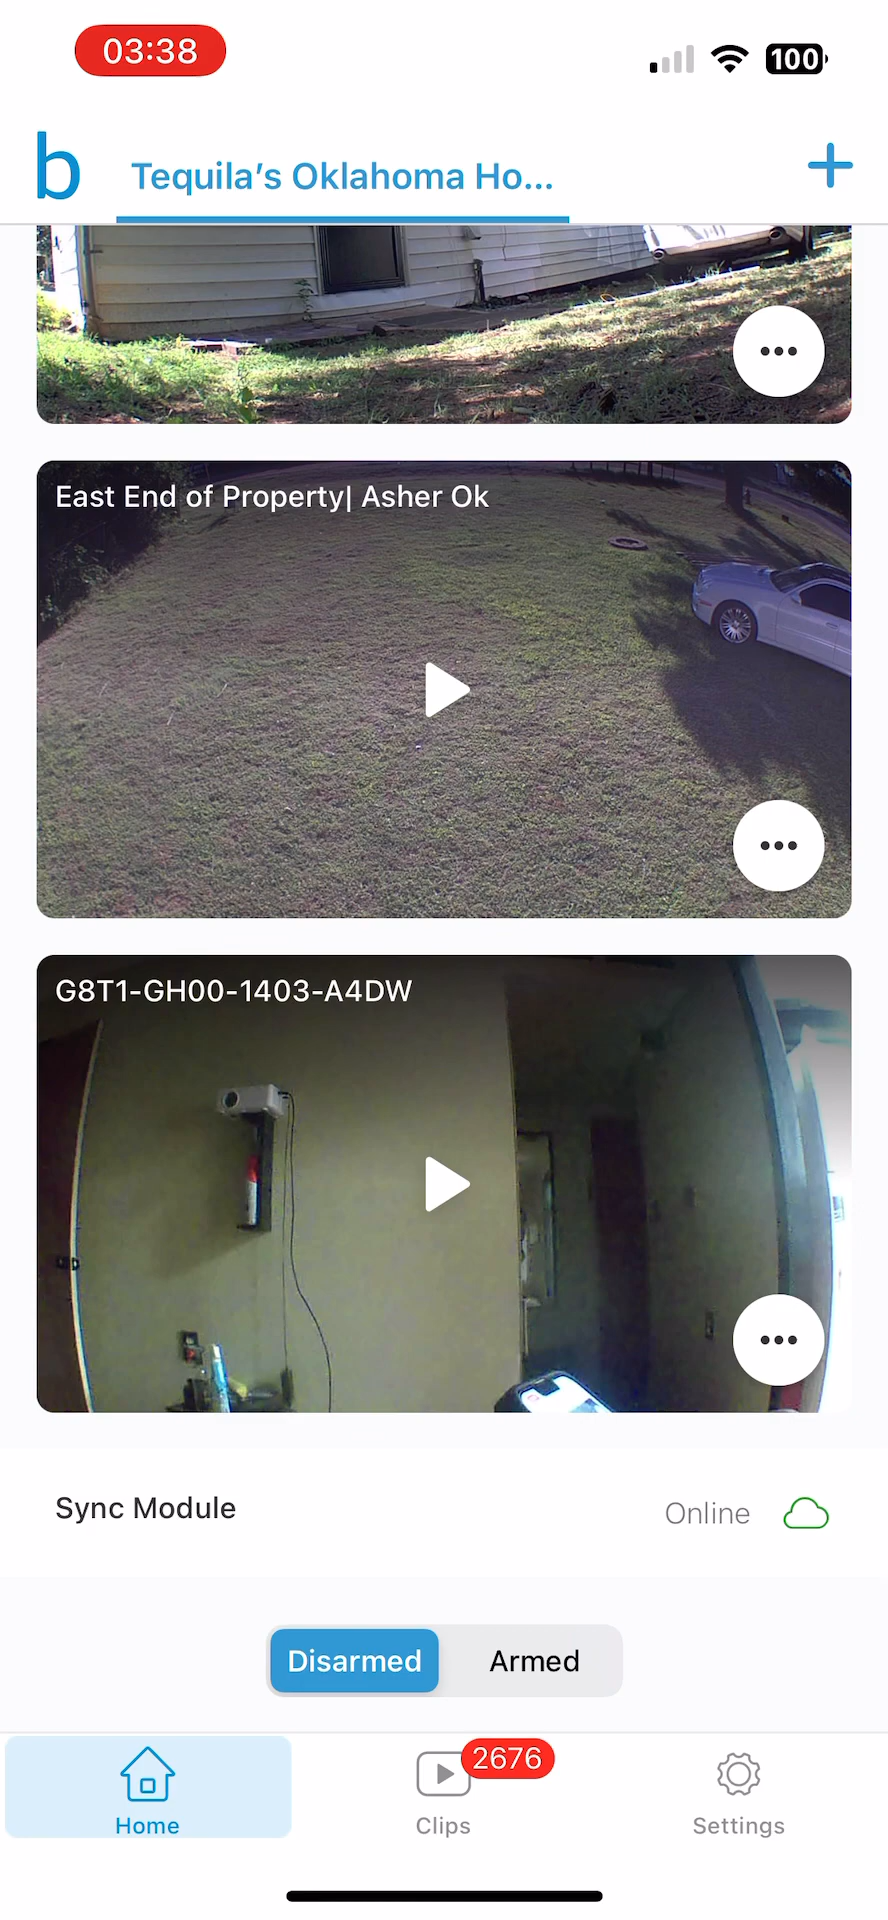 03:38
100
b
Tequila's Oklahoma Ho...
East End of Property| Asher Ok
G8T1-GH00-1403-A4DW
Sync Module
Online
Disarmed
Armed
2676
Home
Clips
Settings